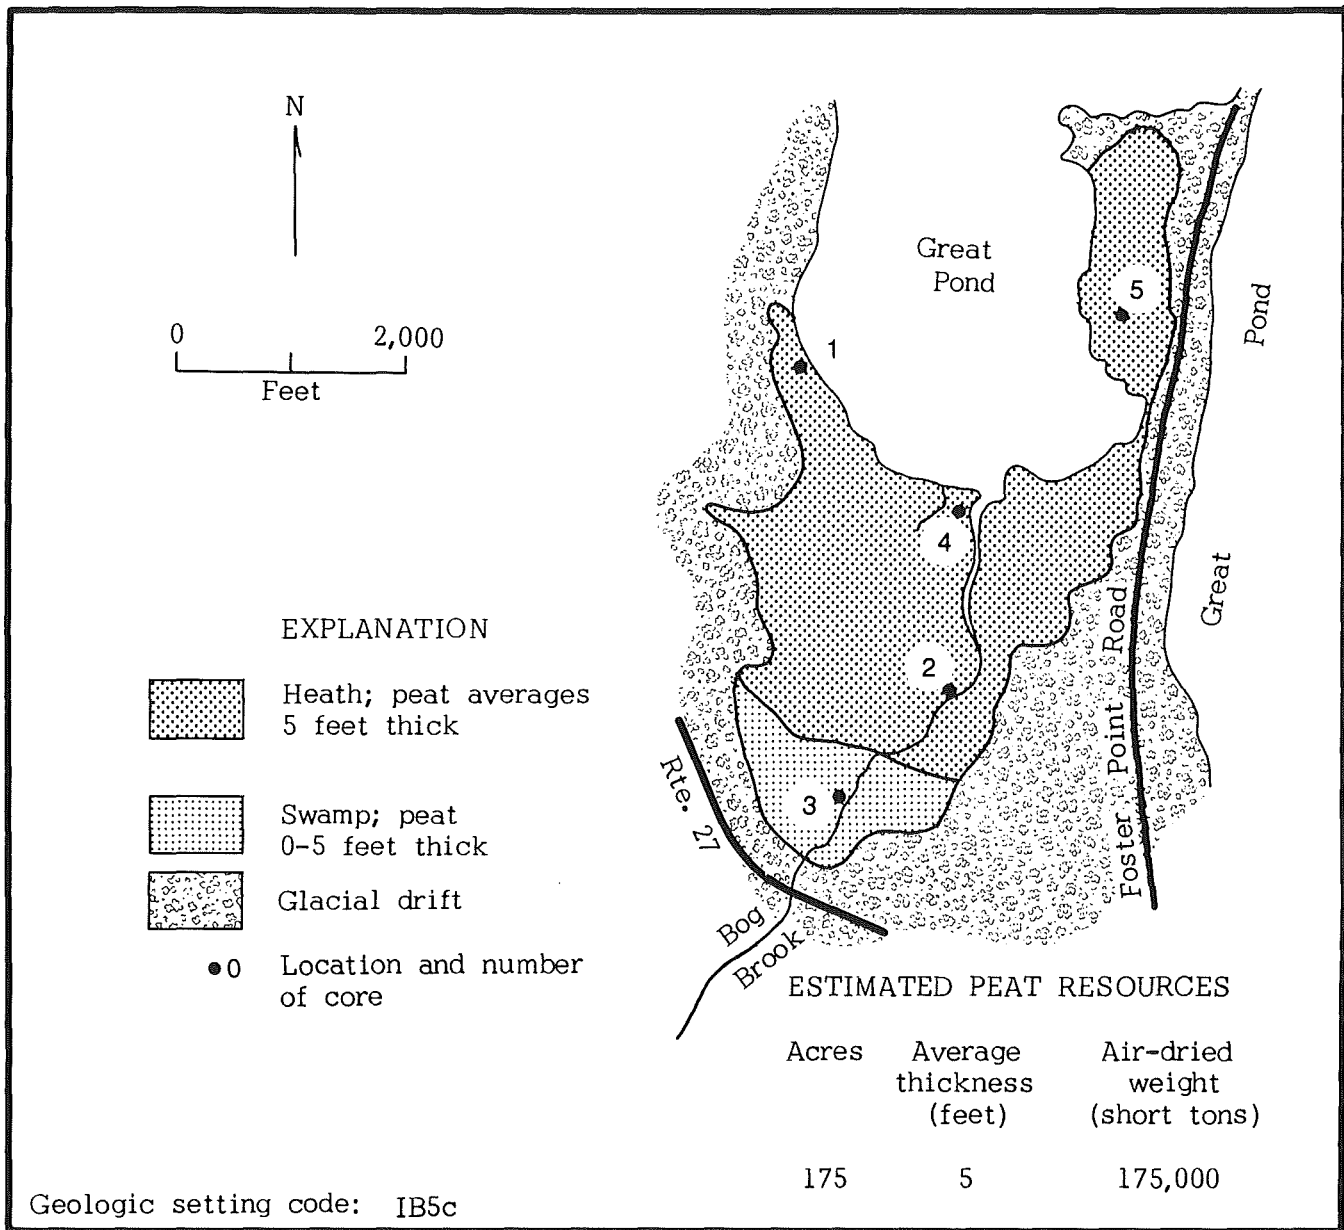 N
0 2,000
Feet
Great
Pond
1
5
4
2
3
Pond
Great
Foster Point Road
Rte. 27
Bog
Brook
EXPLANATION
Heath; peat averages
5 feet thick
Swamp; peat
0-5 feet thick
Glacial drift
0 Location and number
of core
ESTIMATED PEAT RESOURCES
Acres Average Air-dried
thickness weight
(feet) (short tons)
175 5 175,000
Geologic setting code: IB5c